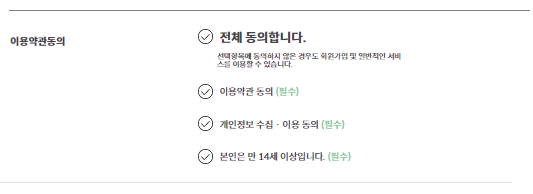 이용약관동의
전체 동의합니다.
선택항목에 동의하지 않은 경우도 회원가입 및 일반적인 서비
스를 이용할 수 있습니다.
이용약관 동의 (필수)
개인정보 수집 · 이용 동의 (필수)
본인은 만 14세 이상입니다. (필수)